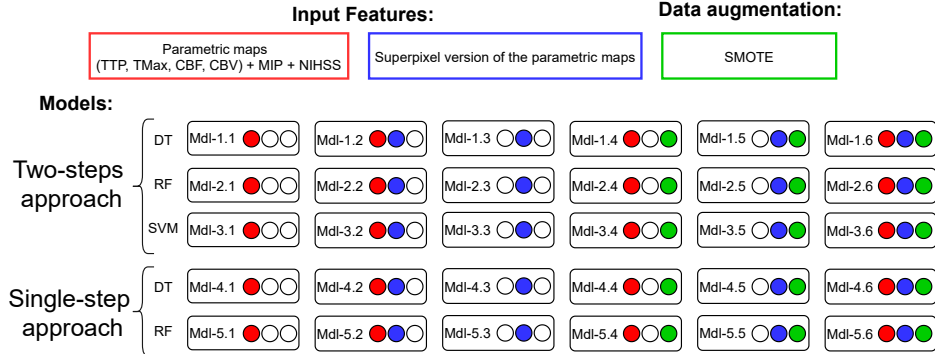 Input Features:
Data augmentation:
Parametric maps
(TTP, TMax, CBF, CBV) + MIP + NIHSS
Superpixel version of the parametric maps
SMOTE
Models:
Two-steps
approach
DT Mdl-1.1 Mdl-1.2 Mdl-1.3 Mdl-1.4 Mdl-1.5 Mdl-1.6
RF Mdl-2.1 Mdl-2.2 Mdl-2.3 Mdl-2.4 Mdl-2.5 Mdl-2.6
SVM Mdl-3.1 Mdl-3.2 Mdl-3.3 Mdl-3.4 Mdl-3.5 Mdl-3.6
Single-step
approach
DT Mdl-4.1 Mdl-4.2 Mdl-4.3 Mdl-4.4 Mdl-4.5 Mdl-4.6
RF Mdl-5.1 Mdl-5.2 Mdl-5.3 Mdl-5.4 Mdl-5.5 Mdl-5.6